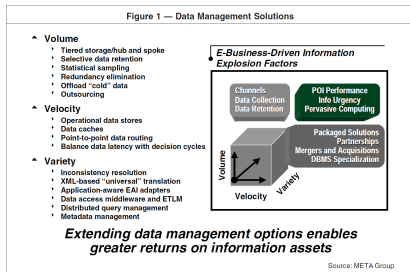 Figure 1 — Data Management Solutions
Volume
Tiered storage/hub and spoke
Selective data retention
Statistical sampling
Redundancy elimination
Offload “cold” data
Outsourcing
Velocity
Operational data stores
Data caches
Point-to-point data routing
Balance data latency with decision cycles
Variety
Inconsistency resolution
XML-based “universal” translation
Application-aware EAI adapters
Data access middleware and ETLM
Distributed query management
Metadata management
E-Business-Driven Information
Explosion Factors
Channels
Data Collection
Data Retention
POI Performance
Info Urgency
Pervasive Computing
Packaged Solutions
Partnerships
Mergers and Acquisitions
DBMS Specialization
Volume
Velocity
Variety
Extending data management options enables
greater returns on information assets
Source: META Group